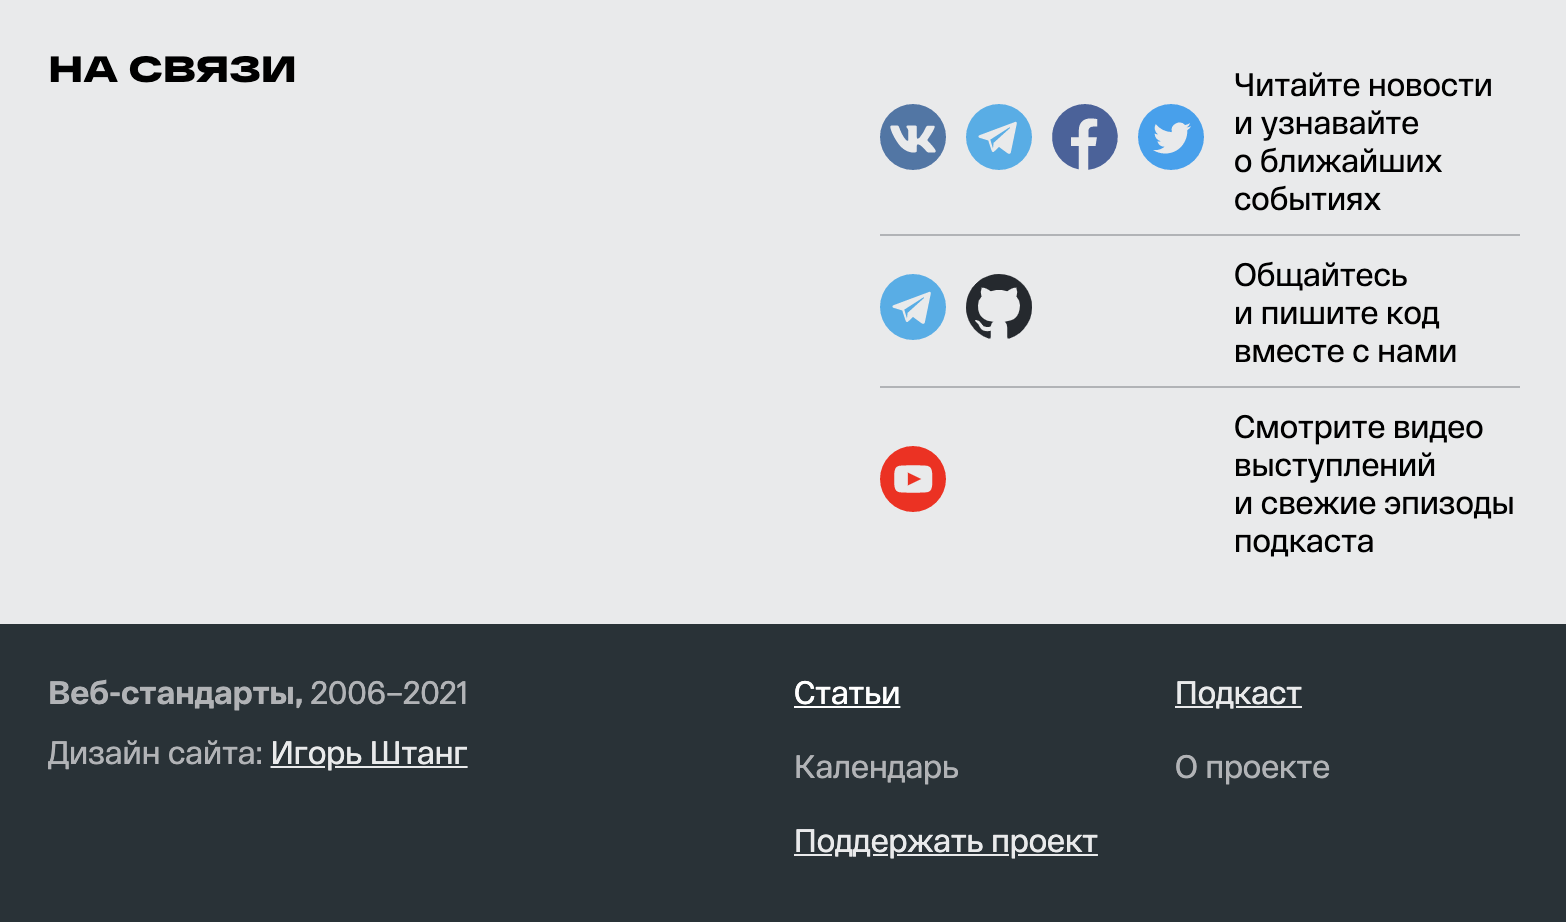 НА СВЯЗИ
Читайте новости
и узнавайте
о ближайших
событиях
Общайтесь
и пишите код
вместе с нами
Смотрите видео
выступлений
и свежие эпизоды
подкаста
Веб-стандарты, 2006–2021
Дизайн сайта: Игорь Штанг
Статьи
Календарь
Поддержать проект
Подкаст
О проекте